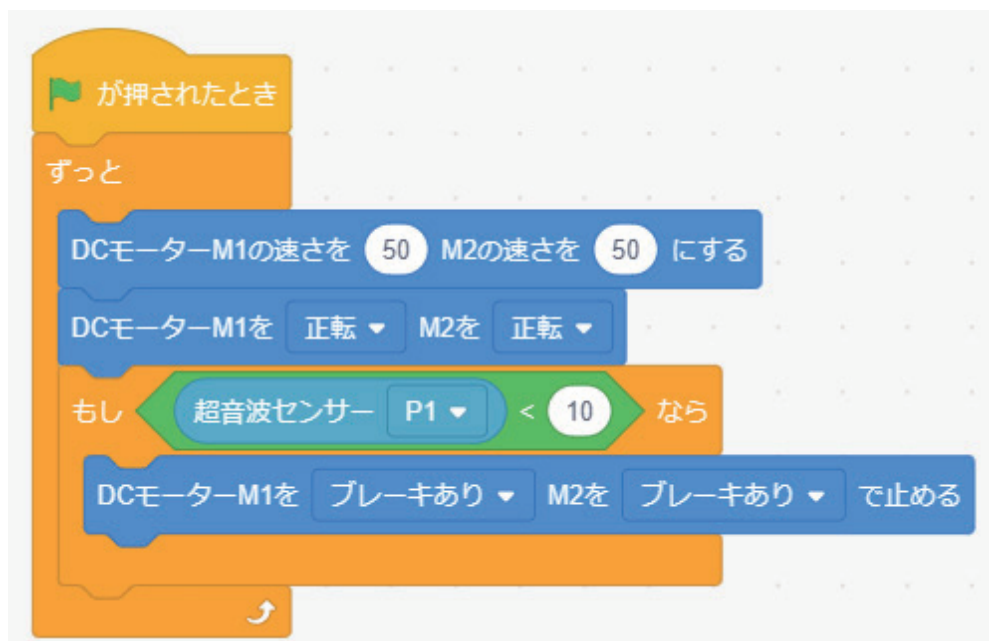 が押されたとき
ずっと
DCモーターM1の速さを 50 M2の速さを 50 にする
DCモーターM1を 正転 M2を 正転
もし 超音波センサー P1 < 10 なら
DCモーターM1を ブレーキあり M2を ブレーキあり で止める